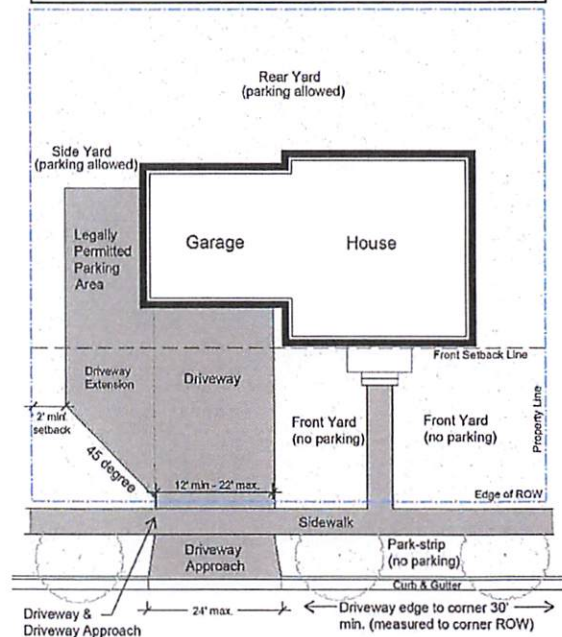 Rear Yard
(parking allowed)
Side Yard
(parking allowed)
Legally
Permitted
Parking
Area
Garage
House
Front Setback Line
Driveway
Extension
Driveway
Property Line
2' min.
setback
Front Yard
(no parking)
Front Yard
(no parking)
45 degree
12' min - 22' max.
Edge of ROW
Sidewalk
Driveway
Approach
Park-strip
(no parking)
Curb & Gutter
Driveway &
Driveway Approach
24' max.
Driveway edge to corner 30'
min. (measured to corner ROW)